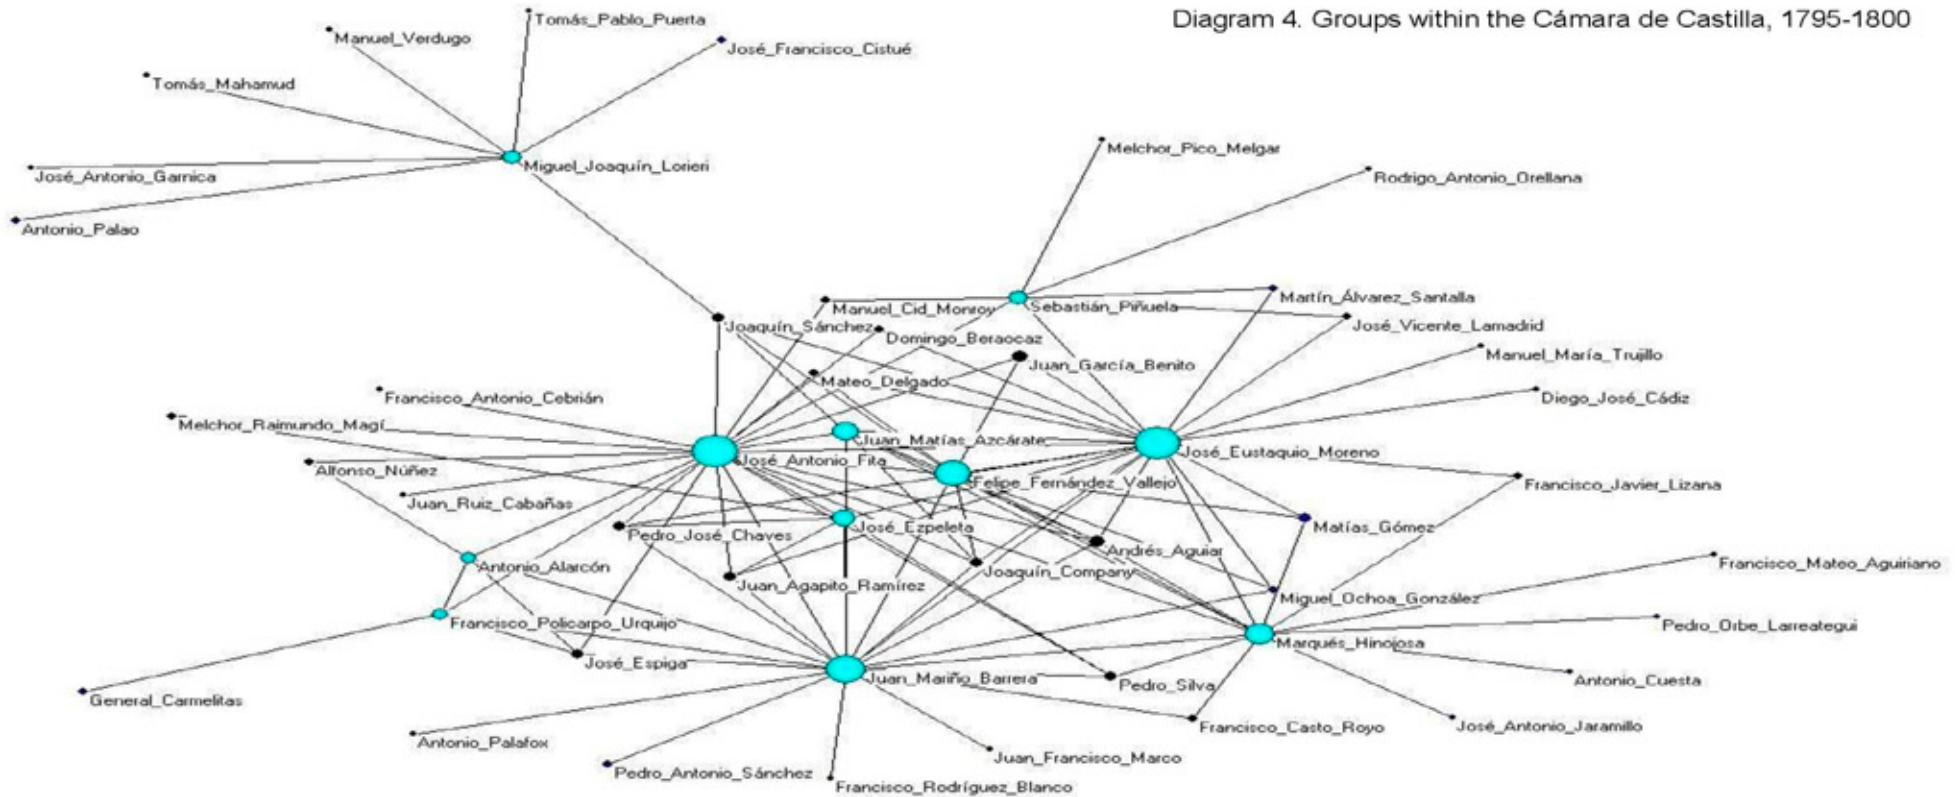 Diagram 4. Groups within the Cámara de Castilla, 1795-1800
Tomás_Pablo_Puerta
Manuel_Verdugo
José_Francisco_Cistué
Tomás_Mahamud
Miguel_Joaquín_Lorieri
José_Antonio_Garnica
Antonio_Palao
Melchor_Pico_Melgar
Rodrigo_Antonio_Orellana
Martín_Álvarez_Santalla
Manuel_Cid_Monroy
Sebastián_Piñuela
Joaquín_Sánchez
José_Vicente_Lamadrid
Domingo_Beraocaz
Manuel_María_Trujillo
Juan_García_Benito
Mateo_Delgado
Francisco_Antonio_Cebrián
Diego_José_Cádiz
Melchor_Raimundo_Magí
Juan_Matías_Azcárate
José_Eustaquio_Moreno
José_Antonio_Fita
Alfonso_Núñez
Felipe_Fernández_Vallejo
Francisco_Javier_Lizana
Juan_Ruiz_Cabañas
José_Ezpeleta
Matías_Gómez
Pedro_José_Chaves
Andrés_Aguiar
Francisco_Mateo_Aguiriano
Antonio_Alarcón
Joaquín_Company
Juan_Agapito_Ramírez
Miguel_Ochoa_González
Francisco_Policarpo_Urquijo
Pedro_Orbe_Larreategui
Marqués_Hinojosa
José_Espiga
Juan_Mariño_Barrera
Pedro_Silva
Antonio_Cuesta
General_Carmelitas
Francisco_Casto_Royo
José_Antonio_Jaramillo
Antonio_Palafox
Juan_Francisco_Marco
Pedro_Antonio_Sánchez
Francisco_Rodríguez_Blanco